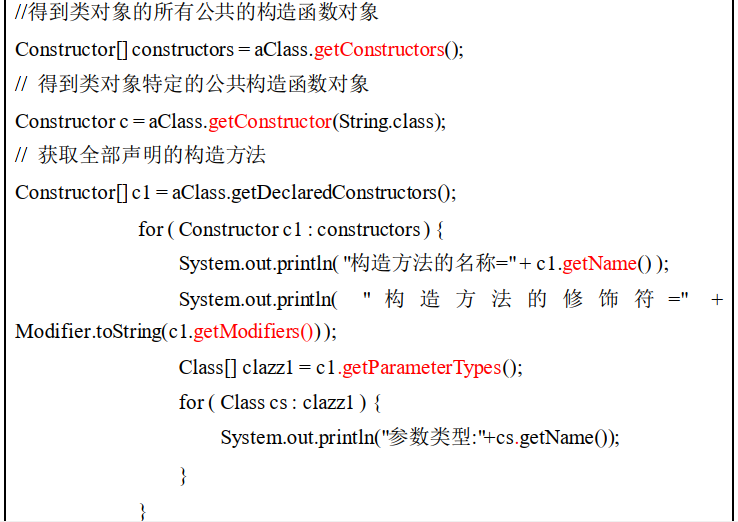 //得到类对象的所有公共的构造函数对象
Constructor[] constructors = aClass.getConstructors();
// 得到类对象特定的公共构造函数对象
Constructor c = aClass.getConstructor(String.class);
// 获取全部声明的构造方法
Constructor[] c1 = aClass.getDeclaredConstructors();
for ( Constructor c1 : constructors ) {
System.out.println( "构造方法的名称=" + c1.getName() );
System.out.println( "构造方法的修饰符=" +
Modifier.toString(c1.getModifiers()) );
Class[] clazz1 = c1.getParameterTypes();
for ( Class cs : clazz1 ) {
System.out.println("参数类型:"+cs.getName());
}
}